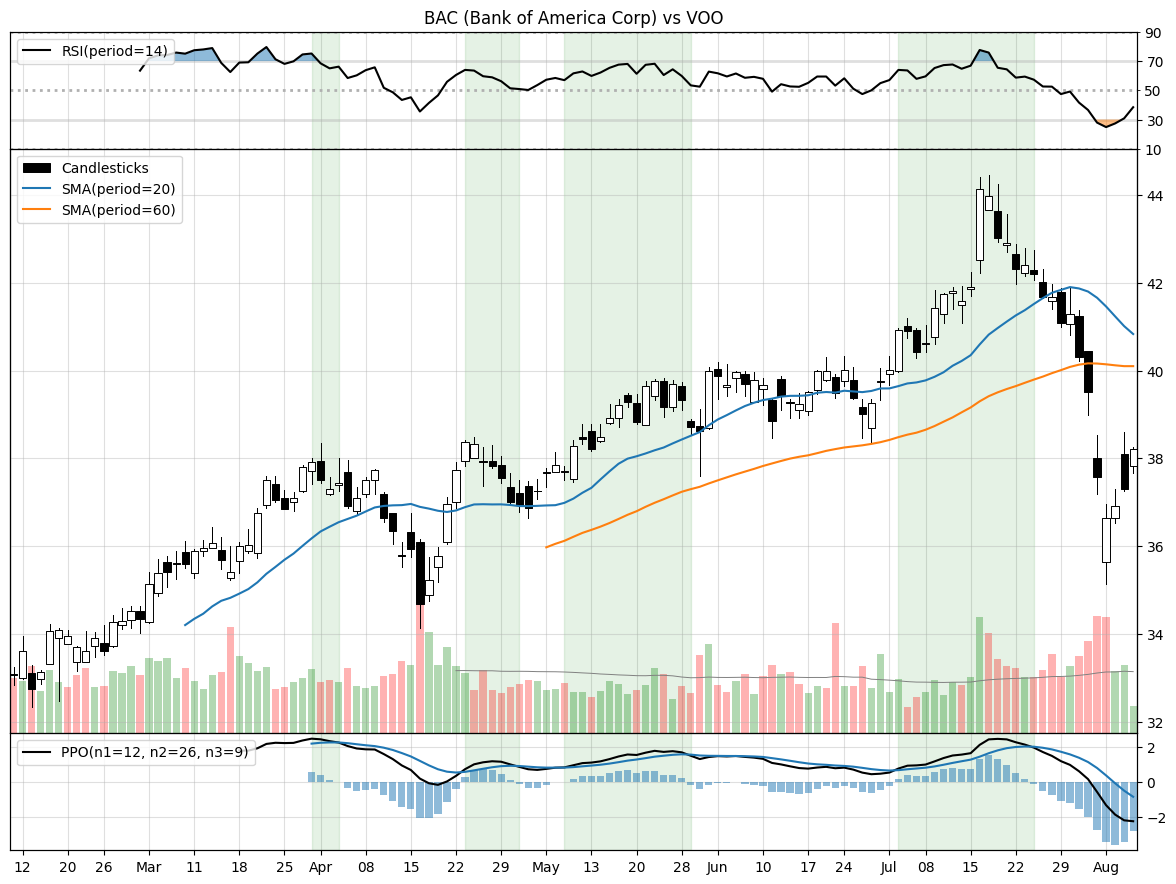 BAC (Bank of America Corp) vs VOO
RSI(period=14)
90
70
50
30
10
Candlesticks
SMA(period=20)
SMA(period=60)
44
42
40
38
36
34
32
PPO(n1=12, n2=26, n3=9)
2
0
−2
12 20 26 Mar 11 18 25 Apr 08 15 22 29 May 13 20 28 Jun 10 17 24 Jul 08 15 22 29 Aug